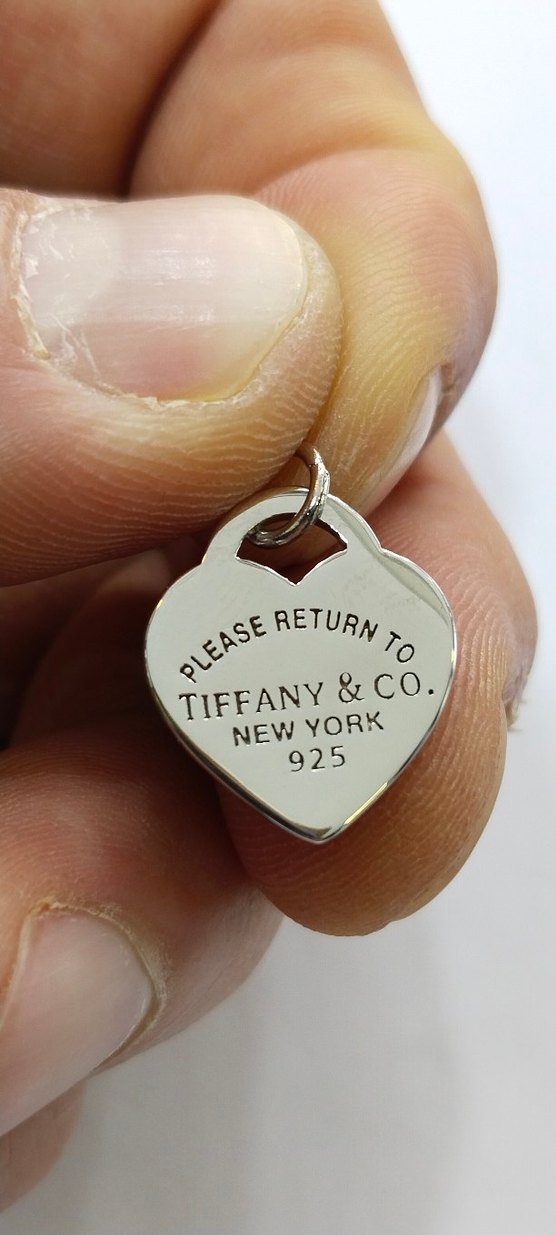 PLEASE RETURN TO
TIFFANY & CO.
NEW YORK
925